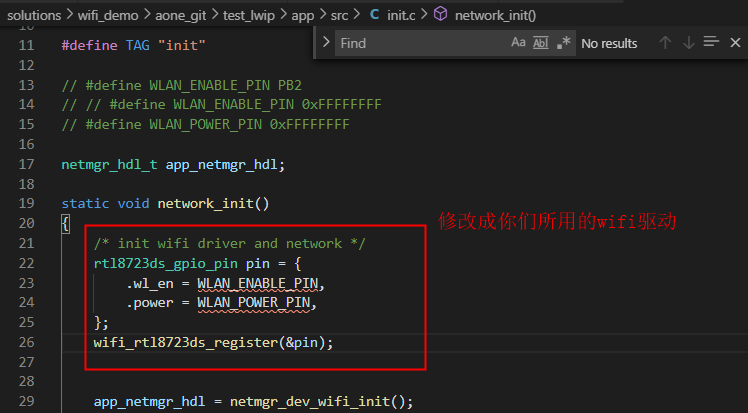 solutions > wifi_demo > aone_git > test_lwip > app > src > C init.c > network_init()
> Find Aa Abl .* No results
11 #define TAG "init"
12
13 // #define WLAN_ENABLE_PIN PB2
14 // // #define WLAN_ENABLE_PIN 0xFFFFFFFF
15 // #define WLAN_POWER_PIN 0xFFFFFFFF
16
17 netmgr_hdl_t app_netmgr_hdl;
18
19 static void network_init()
修改成你们所用的wifi驱动
20 {
21 /* init wifi driver and network */
22 rtl8723ds_gpio_pin pin = {
23 .wl_en = WLAN_ENABLE_PIN,
24 .power = WLAN_POWER_PIN,
25 };
26 wifi_rtl8723ds_register(&pin);
27
28
29 app_netmgr_hdl = netmgr_dev_wifi_init();